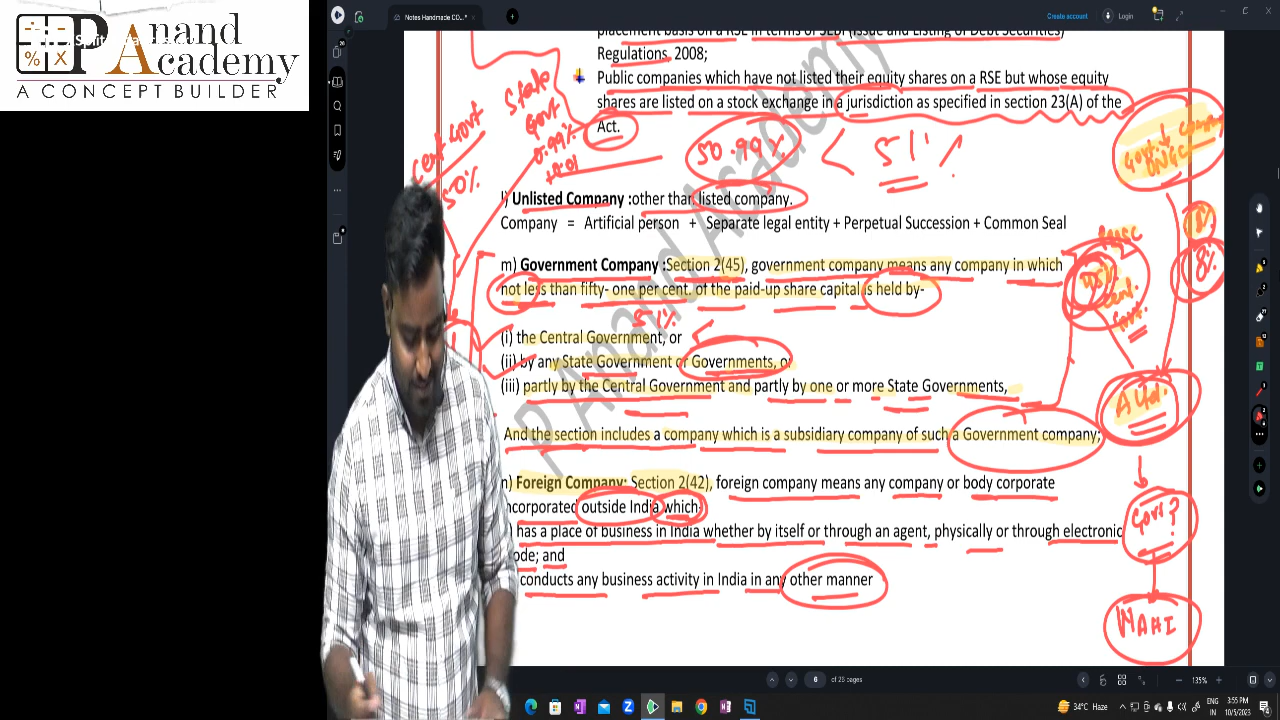 P Anand
Academy
A CONCEPT BUILDER
Notes Handmade CO...*
Create account
Login
placement basis on a RSE in terms of SEBI (Issue and Listing of Debt Securities)
Regulations, 2008;
Public companies which have not listed their equity shares on a RSE but whose equity
shares are listed on a stock exchange in a jurisdiction as specified in section 23(A) of the
Act.
State
Govt
0.99%
+0.01
Cent Govt
50%
50.99% < 51%
l) Unlisted Company :other than listed company.
Company = Artificial person + Separate legal entity + Perpetual Succession + Common Seal
m) Government Company :Section 2(45), government company means any company in which
not less than fifty- one per cent. of the paid-up share capital is held by-
51%
(i) the Central Government, or
(ii) by any State Government or Governments, or
(iii) partly by the Central Government and partly by one or more State Governments,
And the section includes a company which is a subsidiary company of such a Government company;
n) Foreign Company: Section 2(42), foreign company means any company or body corporate
incorporated outside India which-
has a place of business in India whether by itself or through an agent, physically or through electronic
mode; and
conducts any business activity in India in any other manner
8%
Cent.
Govt.
Aud.
Govt?
NAHI
P Anand Academy
6 of 26 pages
135%
34°C Haze
ENG
IN
3:55 PM
10/5/2023